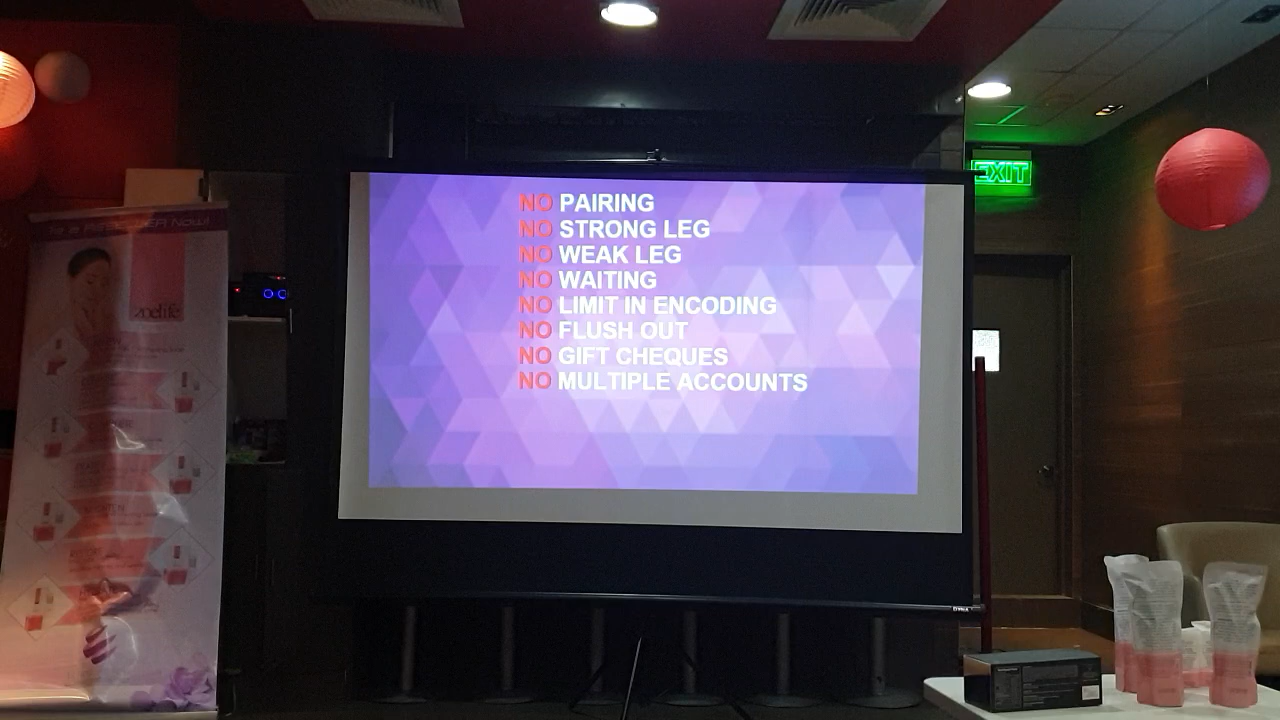 NO PAIRING
NO STRONG LEG
NO WEAK LEG
NO WAITING
NO LIMIT IN ENCODING
NO FLUSH OUT
NO GIFT CHEQUES
NO MULTIPLE ACCOUNTS
EXIT
zoelife